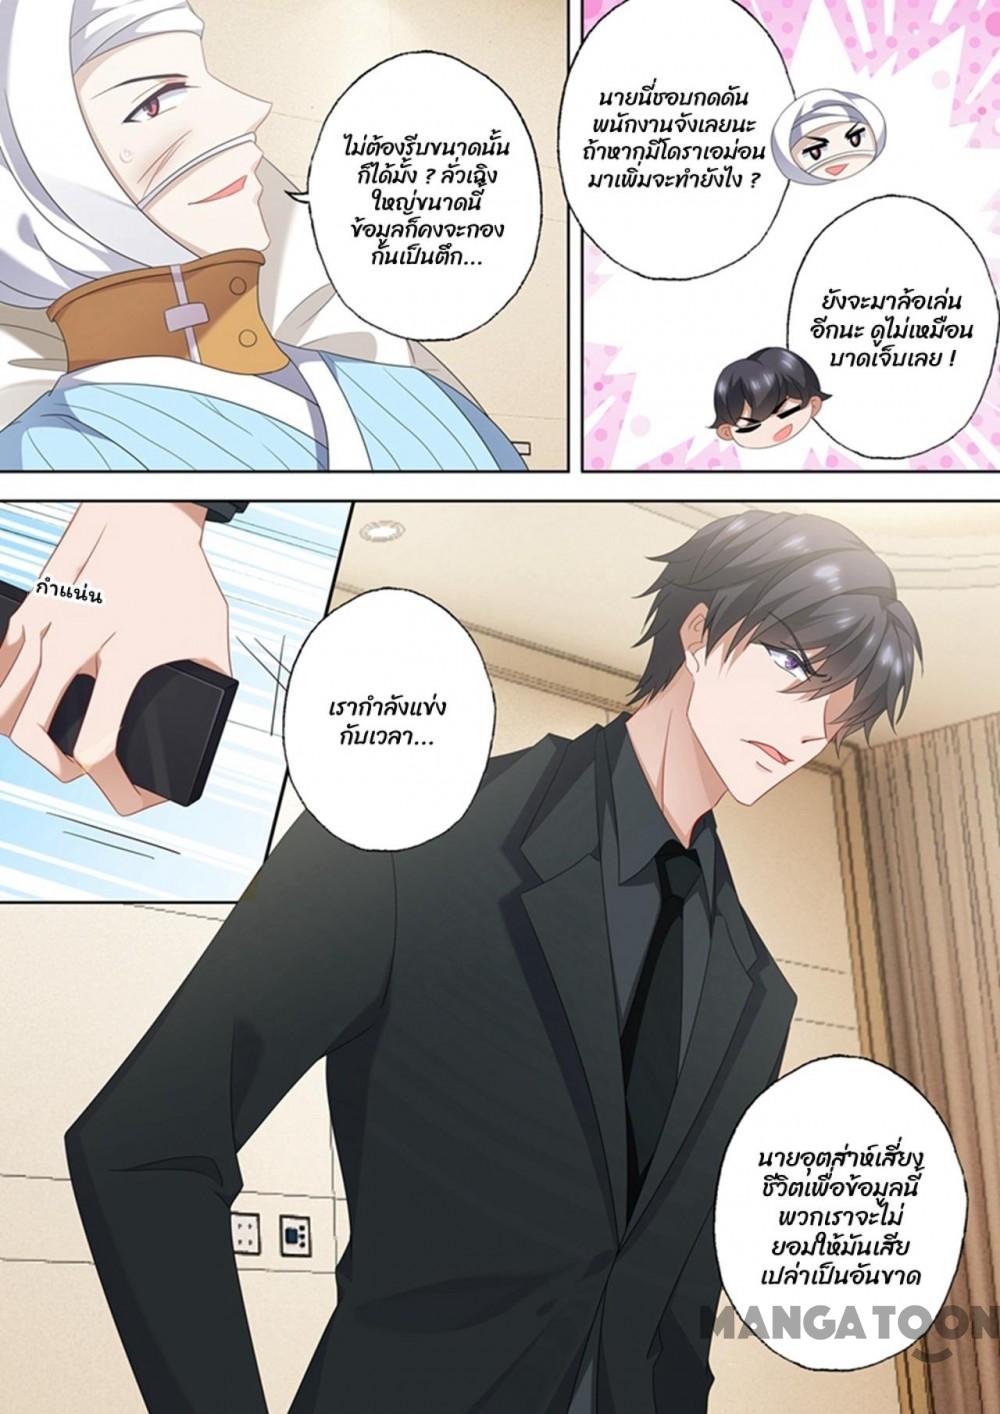 ไม่ต้องรีบขนาดนั้น
ก็ได้มั้ง ? ลั่วเฉิง
ใหญ่ขนาดนี้
ข้อมูลก็คงจะกอง
กันเป็นตึก...
นายนี่ชอบกดดัน
พนักงานจังเลยนะ
ถ้าหากมีโดราเอม่อน
มาเพิ่มจะทำยังไง ?
ยังจะมาล้อเล่น
อีกนะ ดูไม่เหมือน
บาดเจ็บเลย !
กำแน่น
เรากำลังแข่ง
กับเวลา...
นายอุตส่าห์เสี่ยง
ชีวิตเพื่อข้อมูลนี้
พวกเราจะไม่
ยอมให้มันเสีย
เปล่าเป็นอันขาด
MANGATOON